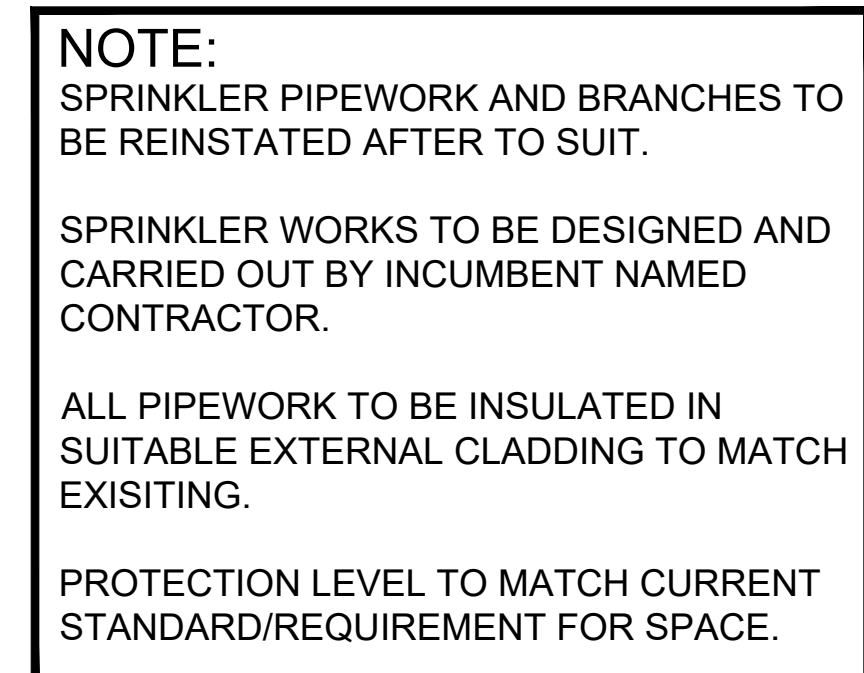 NOTE:
SPRINKLER PIPEWORK AND BRANCHES TO
BE REINSTATED AFTER TO SUIT.
SPRINKLER WORKS TO BE DESIGNED AND
CARRIED OUT BY INCUMBENT NAMED
CONTRACTOR.
ALL PIPEWORK TO BE INSULATED IN
SUITABLE EXTERNAL CLADDING TO MATCH
EXISITING.
PROTECTION LEVEL TO MATCH CURRENT
STANDARD/REQUIREMENT FOR SPACE.